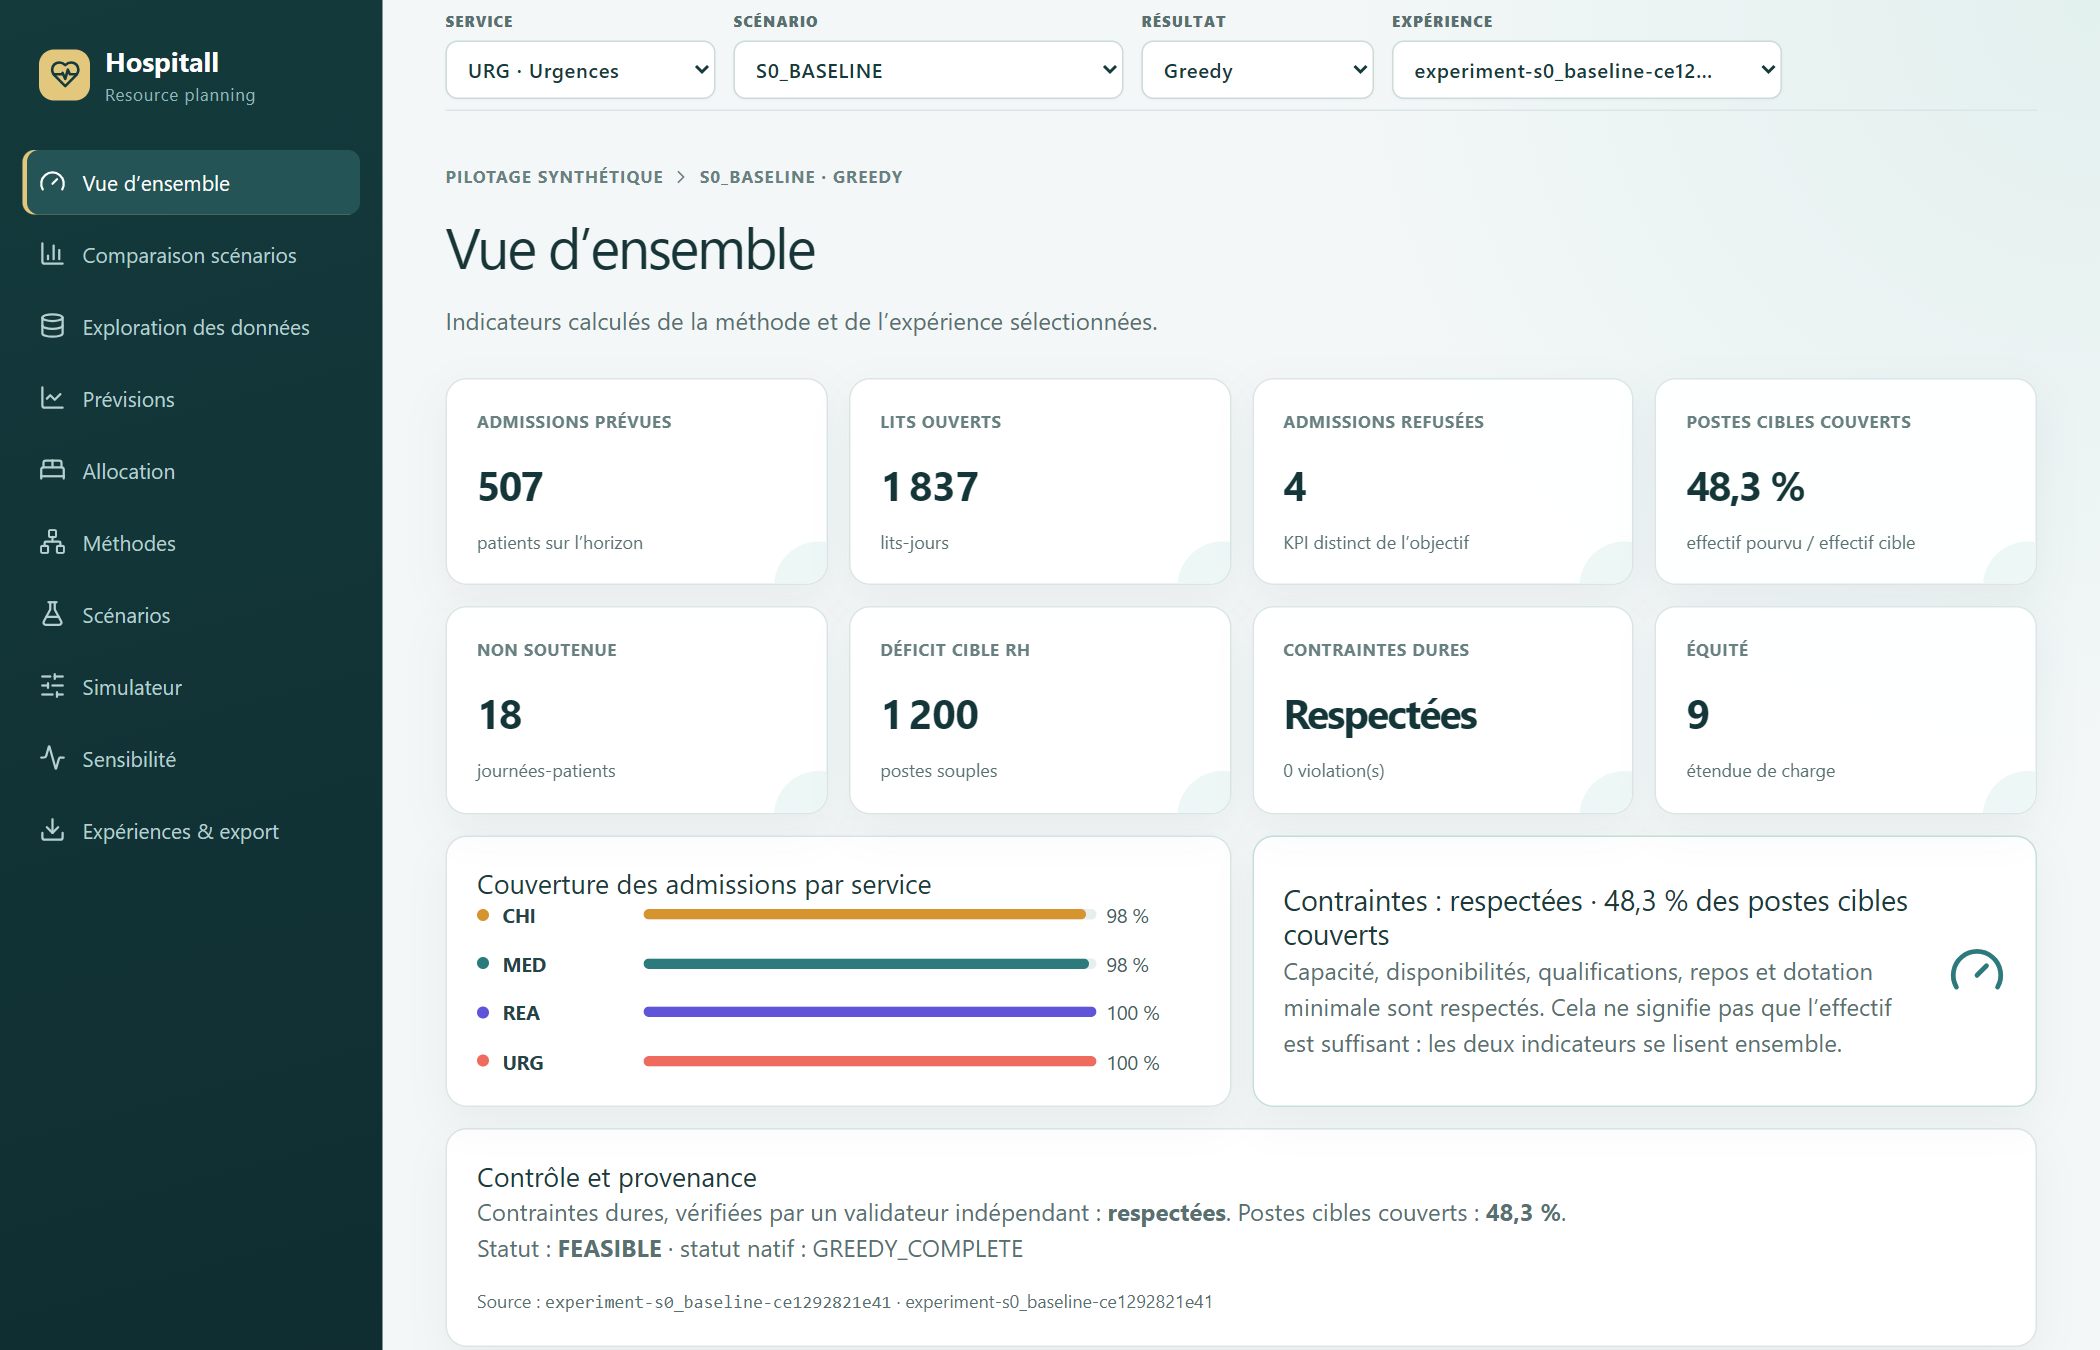 Hospitall
Resource planning
Vue d’ensemble
Comparaison scénarios
Exploration des données
Prévisions
Allocation
Méthodes
Scénarios
Simulateur
Sensibilité
Expériences & export
SERVICE
URG · Urgences
SCÉNARIO
S0_BASELINE
RÉSULTAT
Greedy
EXPÉRIENCE
experiment-s0_baseline-ce12...
PILOTAGE SYNTHÉTIQUE > S0_BASELINE · GREEDY
Vue d’ensemble
Indicateurs calculés de la méthode et de l’expérience sélectionnées.
ADMISSIONS PRÉVUES
507
patients sur l’horizon
LITS OUVERTS
1 837
lits-jours
ADMISSIONS REFUSÉES
4
KPI distinct de l’objectif
POSTES CIBLES COUVERTS
48,3 %
effectif pourvu / effectif cible
NON SOUTENUE
18
journées-patients
DÉFICIT CIBLE RH
1 200
postes souples
CONTRAINTES DURES
Respectées
0 violation(s)
ÉQUITÉ
9
étendue de charge
Couverture des admissions par service
CHI 98 %
MED 98 %
REA 100 %
URG 100 %
Contraintes : respectées · 48,3 % des postes cibles
couverts
Capacité, disponibilités, qualifications, repos et dotation
minimale sont respectés. Cela ne signifie pas que l’effectif
est suffisant : les deux indicateurs se lisent ensemble.
Contrôle et provenance
Contraintes dures, vérifiées par un validateur indépendant : respectées. Postes cibles couverts : 48,3 %.
Statut : FEASIBLE · statut natif : GREEDY_COMPLETE
Source : experiment-s0_baseline-ce1292821e41 · experiment-s0_baseline-ce1292821e41